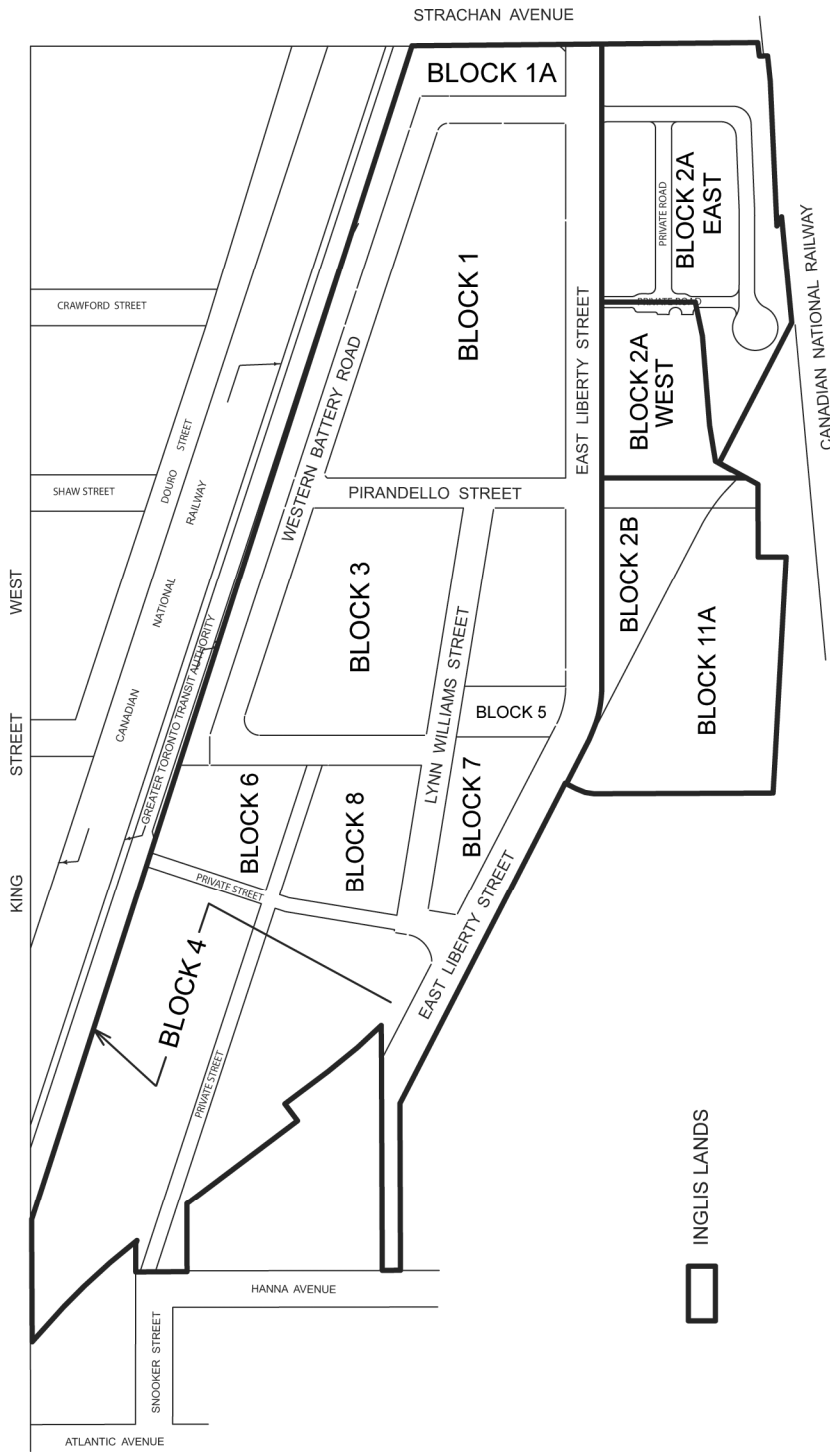 STRACHAN AVENUE
BLOCK 1A
CRAWFORD STREET
BLOCK 1
PRIVATE ROAD
BLOCK 2A
EAST
PRIVATE ROAD
CANADIAN NATIONAL RAILWAY
WESTERN BATTERY ROAD
EAST LIBERTY STREET
BLOCK 2A
WEST
SHAW STREET
DOURO STREET
PIRANDELLO STREET
CANADIAN NATIONAL RAILWAY
GREATER TORONTO TRANSIT AUTHORITY
KING STREET WEST
BLOCK 3
LYNN WILLIAMS STREET
BLOCK 2B
BLOCK 11A
BLOCK 5
BLOCK 6
BLOCK 8
BLOCK 7
PRIVATE STREET
BLOCK 4
EAST LIBERTY STREET
PRIVATE STREET
HANNA AVENUE
SNOOKER STREET
ATLANTIC AVENUE
INGLIS LANDS